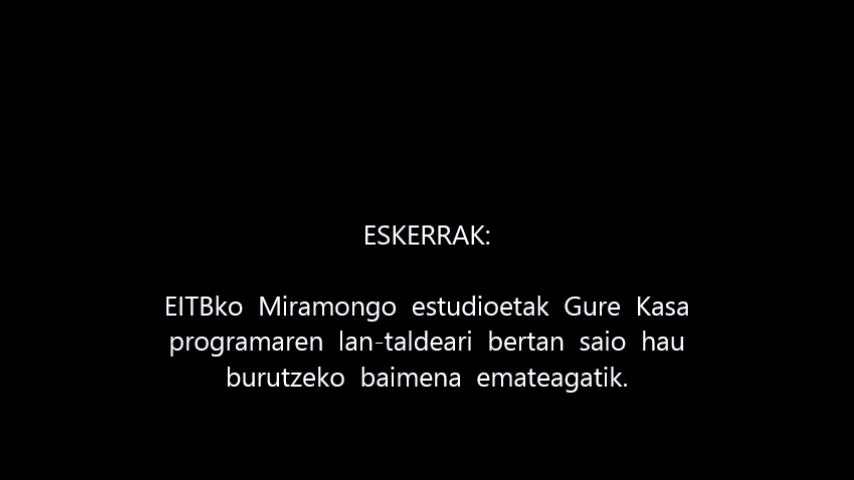 ESKERRAK:
EITBko Miramongo estudioetak Gure Kasa
programaren lan-taldeari bertan saio hau
burutzeko baimena emateagatik.